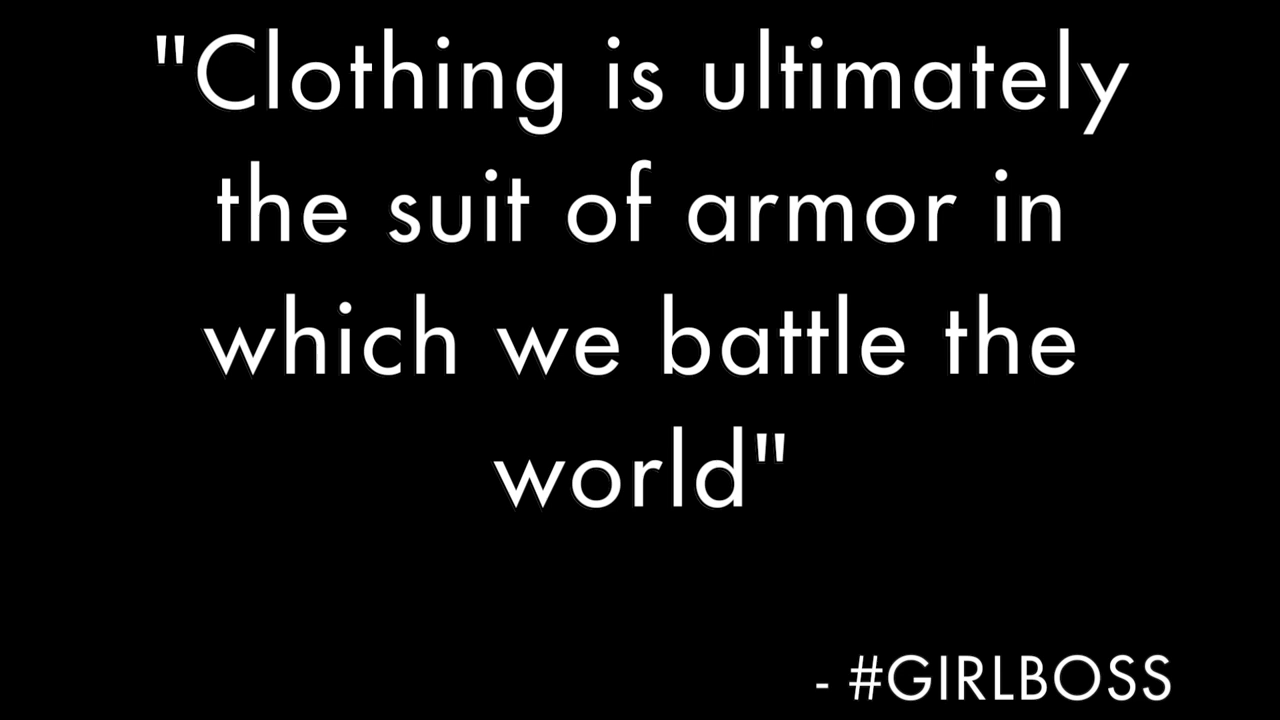 "Clothing is ultimately
the suit of armor in
which we battle the
world"
- #GIRLBOSS